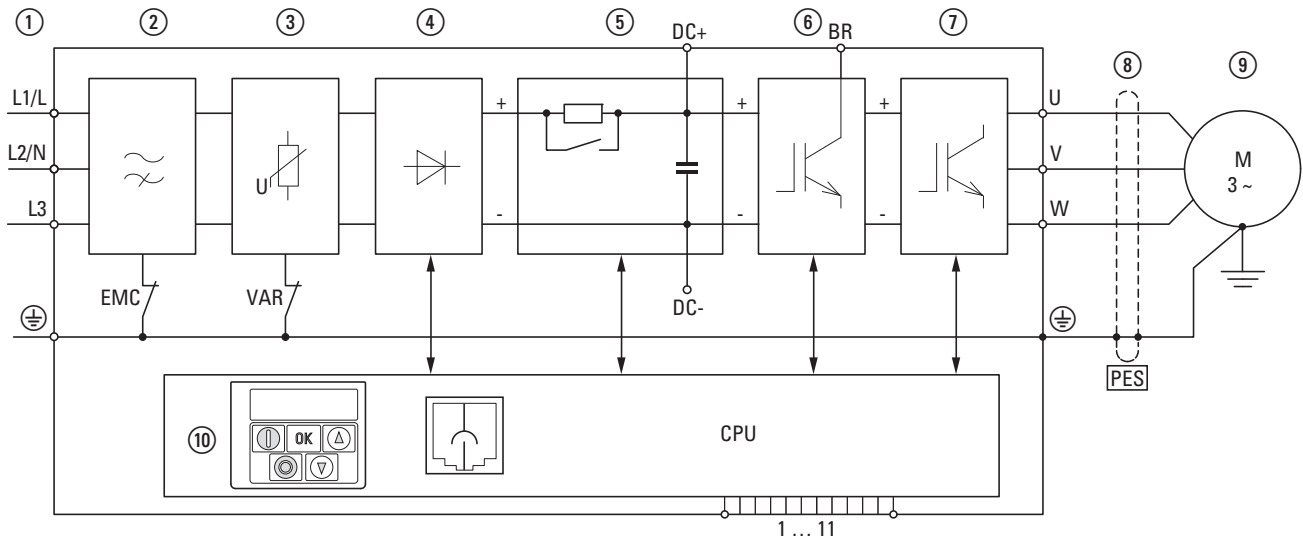 ① ② ③ ④ ⑤ ⑥ ⑦ ⑧ ⑨
DC+ BR
L1/L + + + U
L2/N U V M
3 ~
L3 - - - W
EMC VAR DC-
PES
⑩ OK CPU
1 ... 11